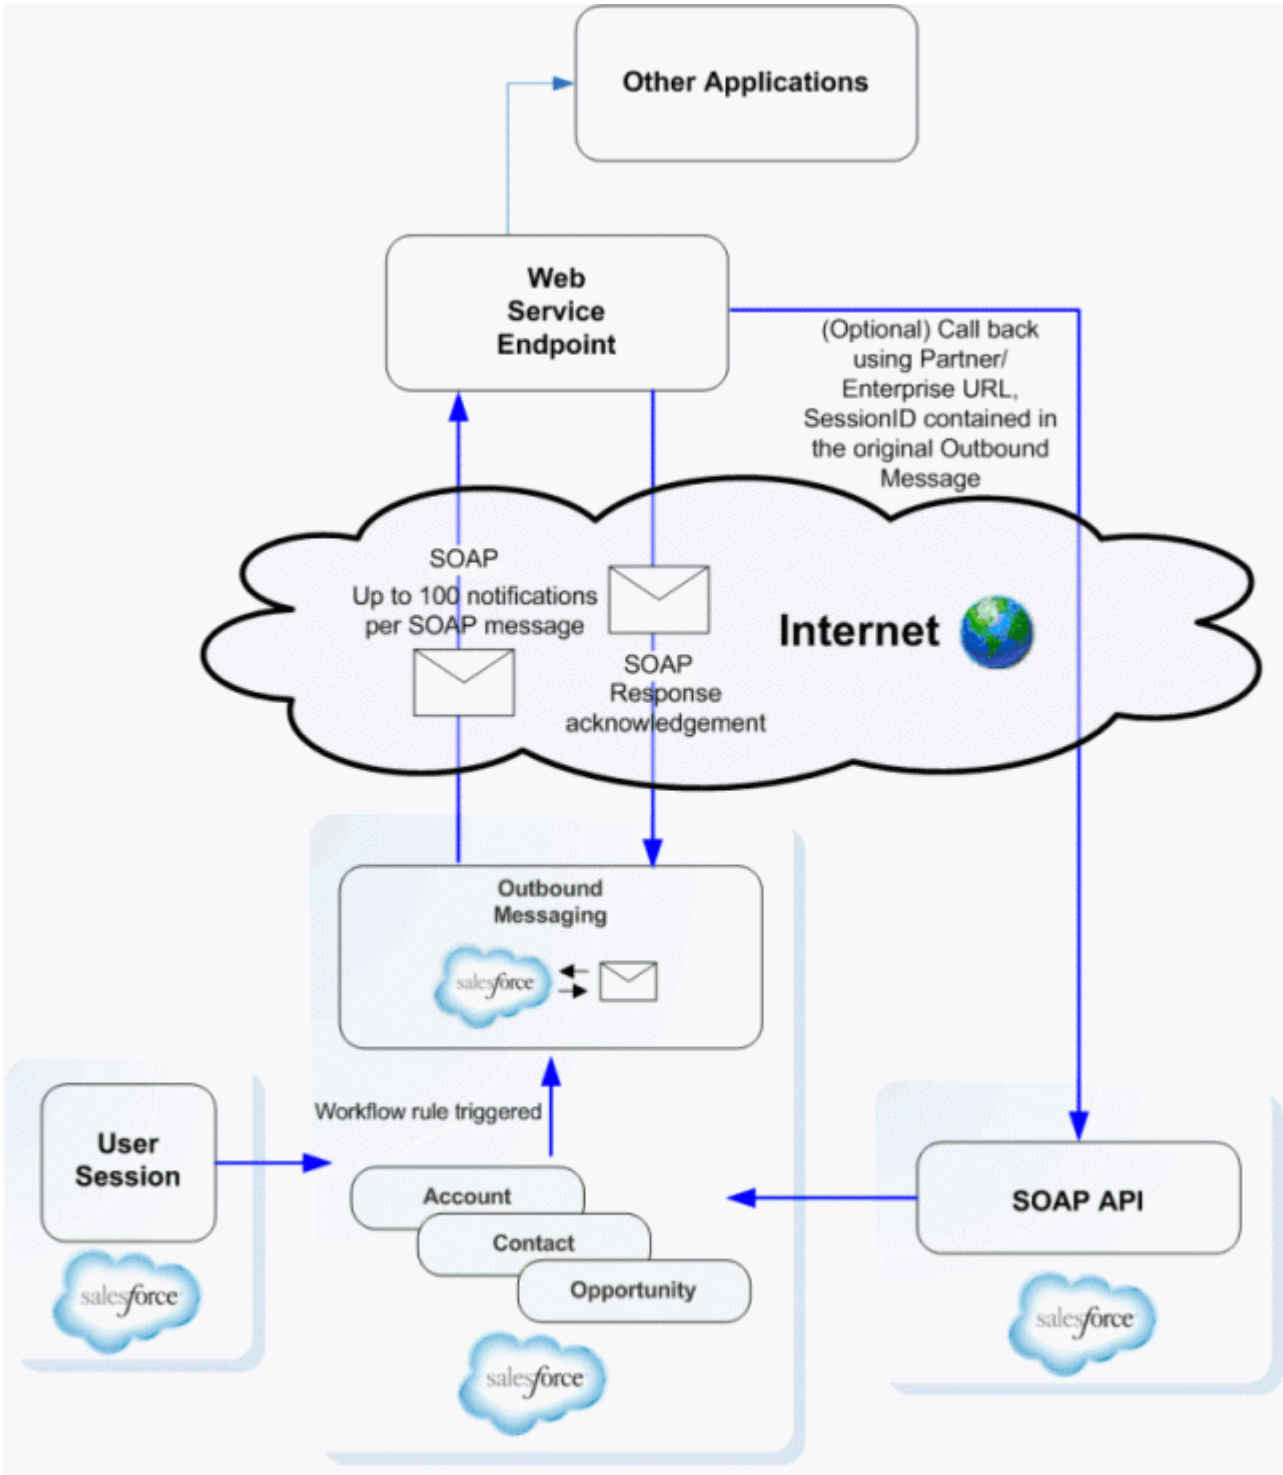 Other Applications
Web
Service
Endpoint
(Optional) Call back
using Partner/
Enterprise URL,
SessionID contained in
the original Outbound
Message
SOAP
Up to 100 notifications
per SOAP message
SOAP
Response
acknowledgement
Internet
Outbound
Messaging
salesforce
Workflow rule triggered
User
Session
salesforce
Account
Contact
Opportunity
salesforce
SOAP API
salesforce